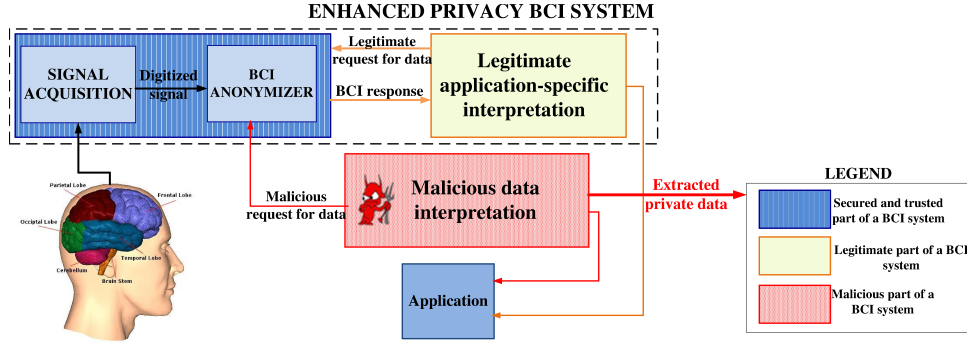 ENHANCED PRIVACY BCI SYSTEM
SIGNAL
ACQUISITION
Digitized
signal
BCI
ANONYMIZER
Legitimate
request for data
BCI response
Legitimate
application-specific
interpretation
Malicious
request for data
Malicious data
interpretation
Extracted
private data
Application
Parietal Lobe
Frontal Lobe
Occiptal Lobe
Temporal Lobe
Cerebellum
Brain Stem
LEGEND
Secured and trusted
part of a BCI system
Legitimate part of a BCI
system
Malicious part of a
BCI system